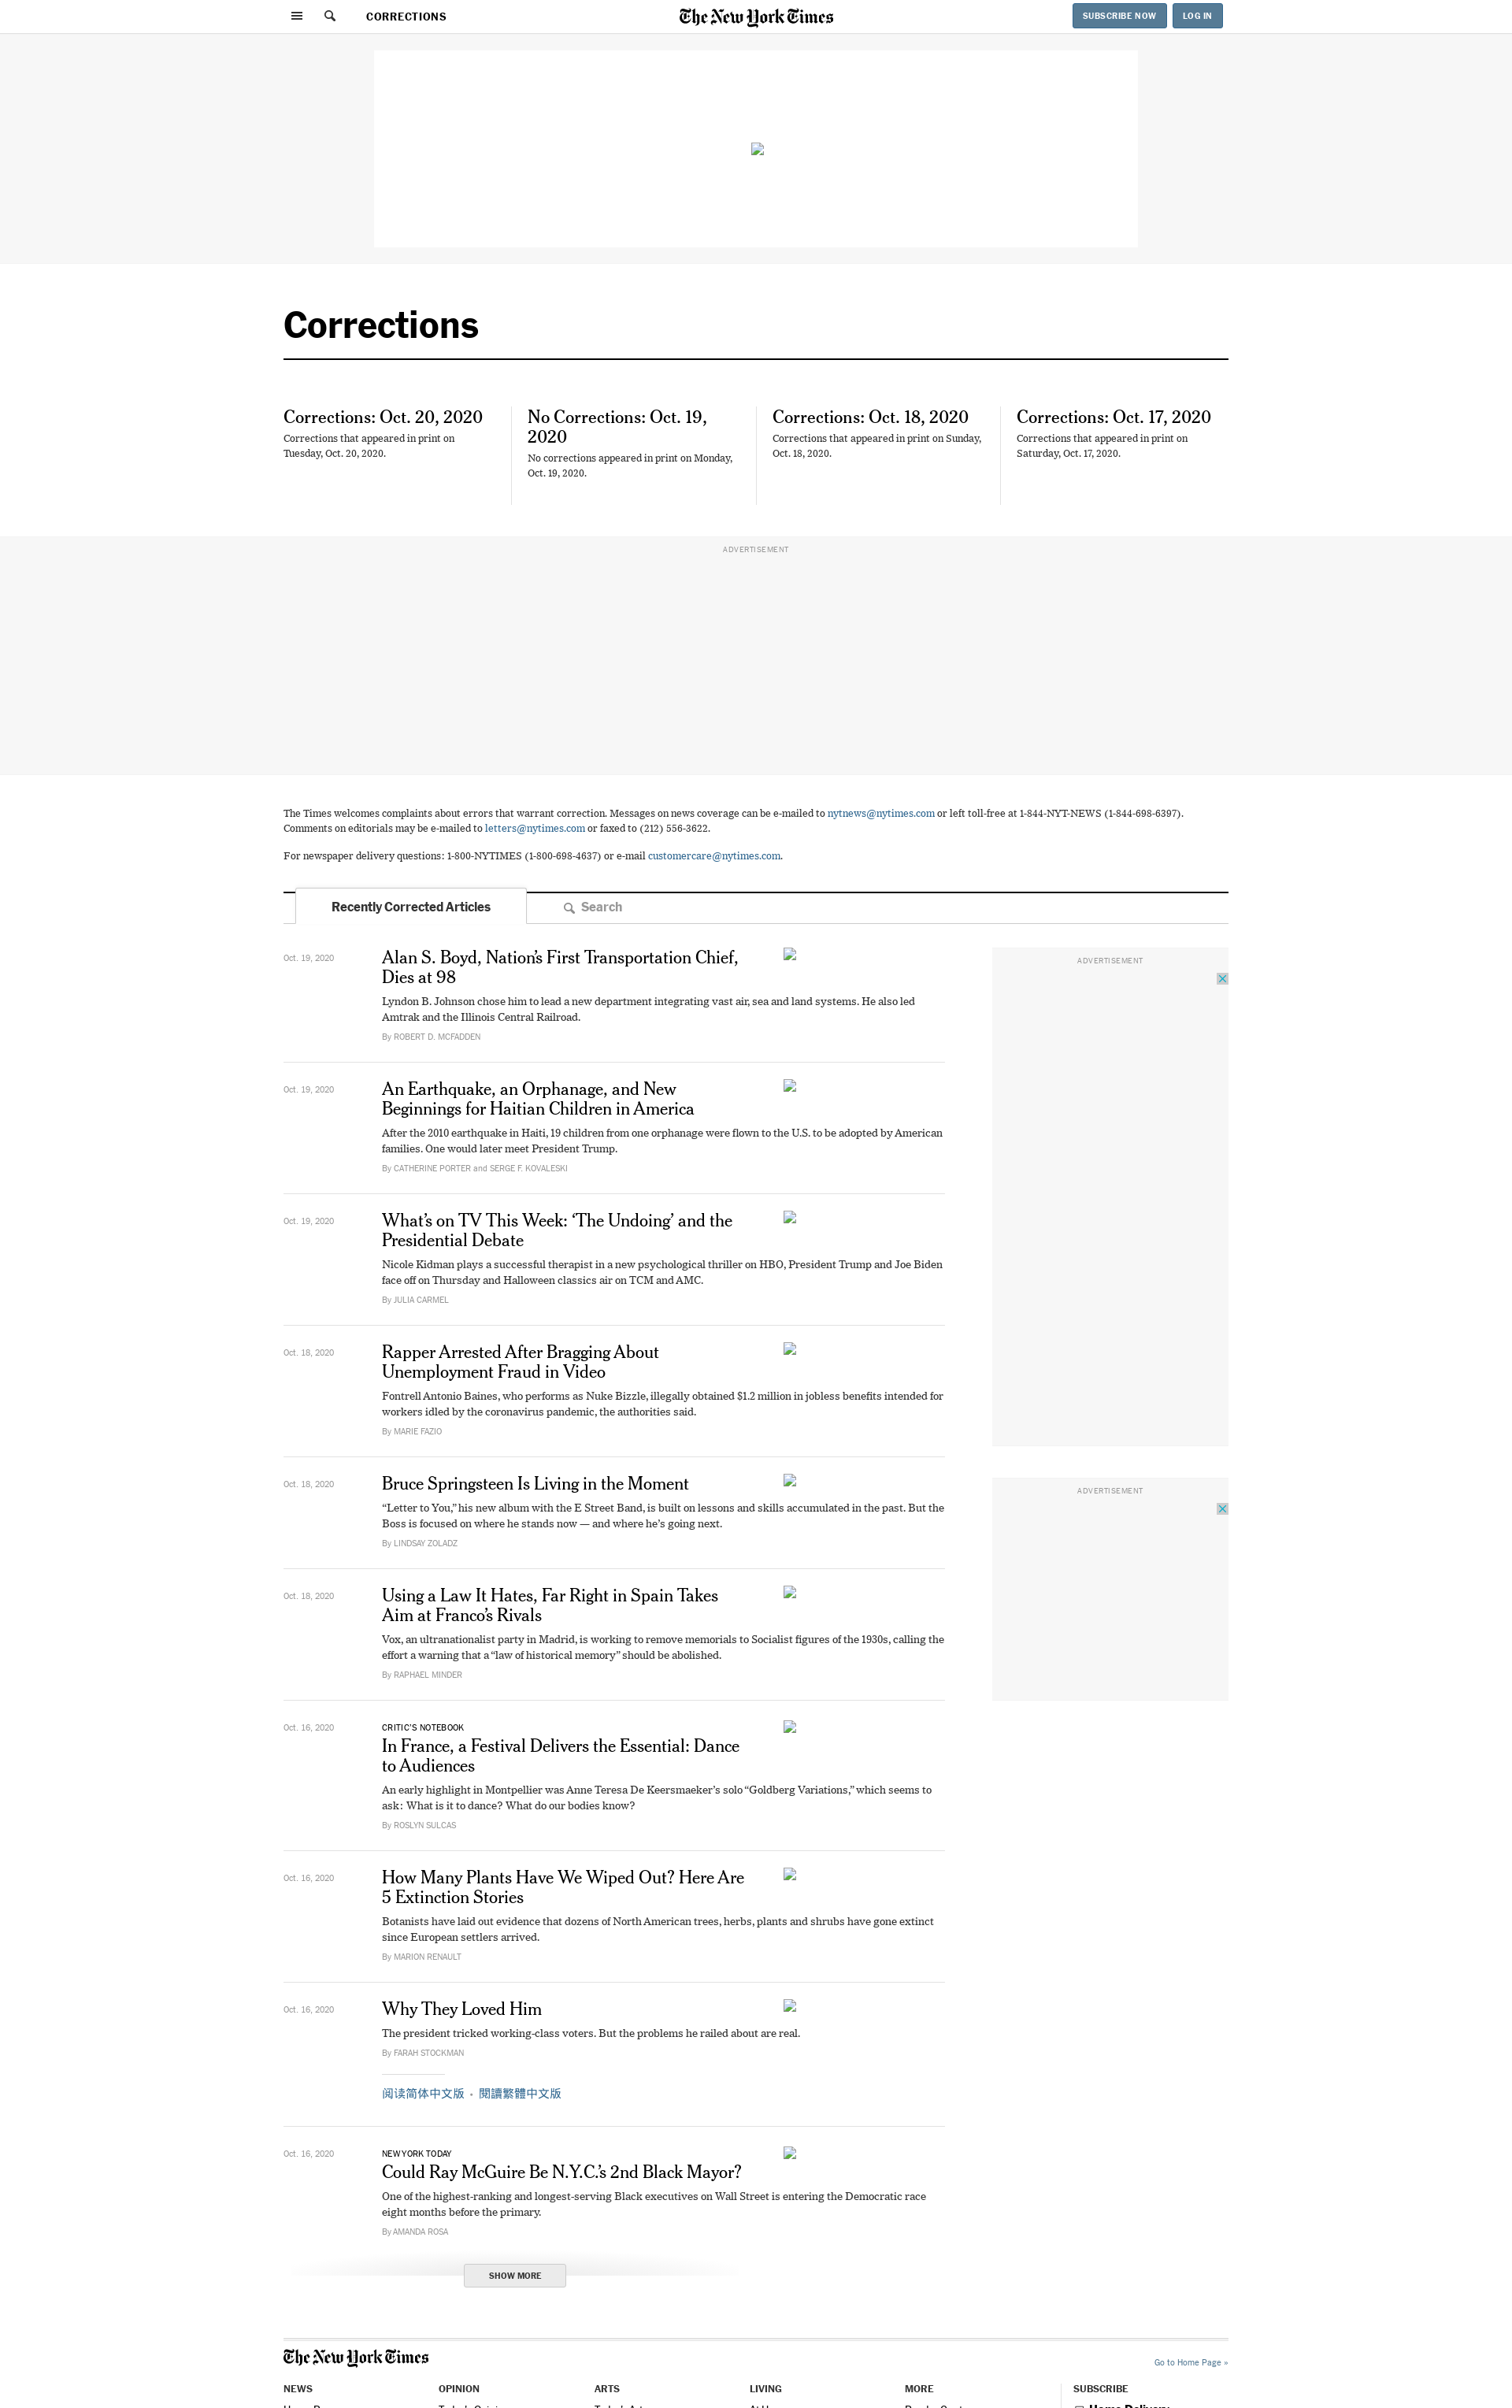 CORRECTIONS
The New York Times
SUBSCRIBE NOW
LOG IN
Corrections
Corrections: Oct. 20, 2020
Corrections that appeared in print on
Tuesday, Oct. 20, 2020.
No Corrections: Oct. 19,
2020
No corrections appeared in print on Monday,
Oct. 19, 2020.
Corrections: Oct. 18, 2020
Corrections that appeared in print on Sunday,
Oct. 18, 2020.
Corrections: Oct. 17, 2020
Corrections that appeared in print on
Saturday, Oct. 17, 2020.
ADVERTISEMENT
The Times welcomes complaints about errors that warrant correction. Messages on news coverage can be e-mailed to nytnews@nytimes.com or left toll-free at 1-844-NYT-NEWS (1-844-698-6397).
Comments on editorials may be e-mailed to letters@nytimes.com or faxed to (212) 556-3622.
For newspaper delivery questions: 1-800-NYTIMES (1-800-698-4637) or e-mail customercare@nytimes.com.
Recently Corrected Articles
Search
Oct. 19, 2020
Alan S. Boyd, Nation’s First Transportation Chief,
Dies at 98
Lyndon B. Johnson chose him to lead a new department integrating vast air, sea and land systems. He also led
Amtrak and the Illinois Central Railroad.
By ROBERT D. MCFADDEN
ADVERTISEMENT
Oct. 19, 2020
An Earthquake, an Orphanage, and New
Beginnings for Haitian Children in America
After the 2010 earthquake in Haiti, 19 children from one orphanage were flown to the U.S. to be adopted by American
families. One would later meet President Trump.
By CATHERINE PORTER and SERGE F. KOVALESKI
Oct. 19, 2020
What’s on TV This Week: ‘The Undoing’ and the
Presidential Debate
Nicole Kidman plays a successful therapist in a new psychological thriller on HBO, President Trump and Joe Biden
face off on Thursday and Halloween classics air on TCM and AMC.
By JULIA CARMEL
Oct. 18, 2020
Rapper Arrested After Bragging About
Unemployment Fraud in Video
Fontrell Antonio Baines, who performs as Nuke Bizzle, illegally obtained $1.2 million in jobless benefits intended for
workers idled by the coronavirus pandemic, the authorities said.
By MARIE FAZIO
Oct. 18, 2020
Bruce Springsteen Is Living in the Moment
“Letter to You,” his new album with the E Street Band, is built on lessons and skills accumulated in the past. But the
Boss is focused on where he stands now — and where he’s going next.
By LINDSAY ZOLADZ
ADVERTISEMENT
Oct. 18, 2020
Using a Law It Hates, Far Right in Spain Takes
Aim at Franco’s Rivals
Vox, an ultranationalist party in Madrid, is working to remove memorials to Socialist figures of the 1930s, calling the
effort a warning that a “law of historical memory” should be abolished.
By RAPHAEL MINDER
Oct. 16, 2020
CRITIC’S NOTEBOOK
In France, a Festival Delivers the Essential: Dance
to Audiences
An early highlight in Montpellier was Anne Teresa De Keersmaeker’s solo “Goldberg Variations,” which seems to
ask: What is it to dance? What do our bodies know?
By ROSLYN SULCAS
Oct. 16, 2020
How Many Plants Have We Wiped Out? Here Are
5 Extinction Stories
Botanists have laid out evidence that dozens of North American trees, herbs, plants and shrubs have gone extinct
since European settlers arrived.
By MARION RENAULT
Oct. 16, 2020
Why They Loved Him
The president tricked working-class voters. But the problems he railed about are real.
By FARAH STOCKMAN
阅读简体中文版 • 閱讀繁體中文版
Oct. 16, 2020
NEW YORK TODAY
Could Ray McGuire Be N.Y.C.’s 2nd Black Mayor?
One of the highest-ranking and longest-serving Black executives on Wall Street is entering the Democratic race
eight months before the primary.
By AMANDA ROSA
SHOW MORE
The New York Times
Go to Home Page »
NEWS
OPINION
ARTS
LIVING
MORE
SUBSCRIBE